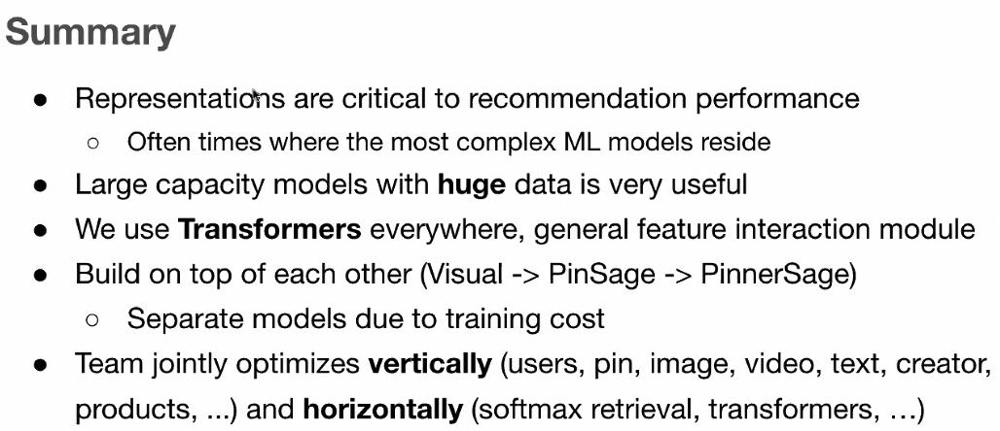 Summary
● Representations are critical to recommendation performance
○ Often times where the most complex ML models reside
● Large capacity models with huge data is very useful
● We use Transformers everywhere, general feature interaction module
● Build on top of each other (Visual -> PinSage -> PinnerSage)
○ Separate models due to training cost
● Team jointly optimizes vertically (users, pin, image, video, text, creator,
products, ...) and horizontally (softmax retrieval, transformers, …)